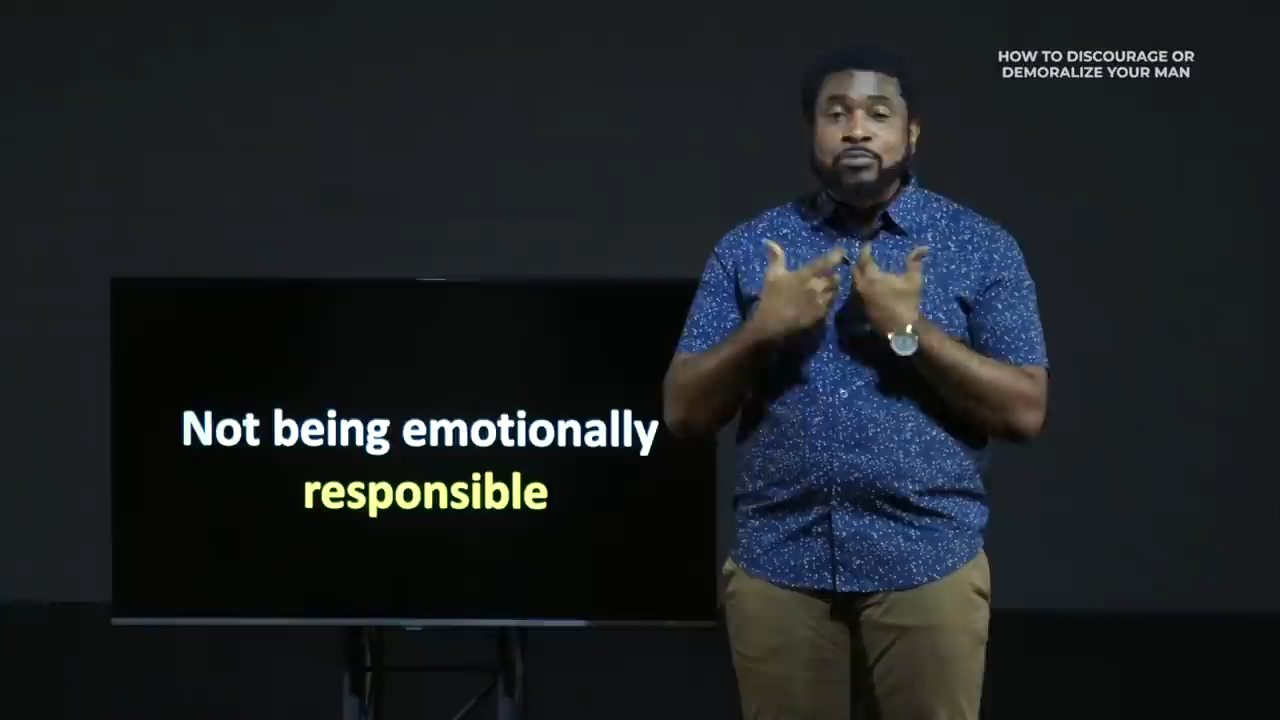 HOW TO DISCOURAGE OR
DEMORALIZE YOUR MAN
Not being emotionally
responsible